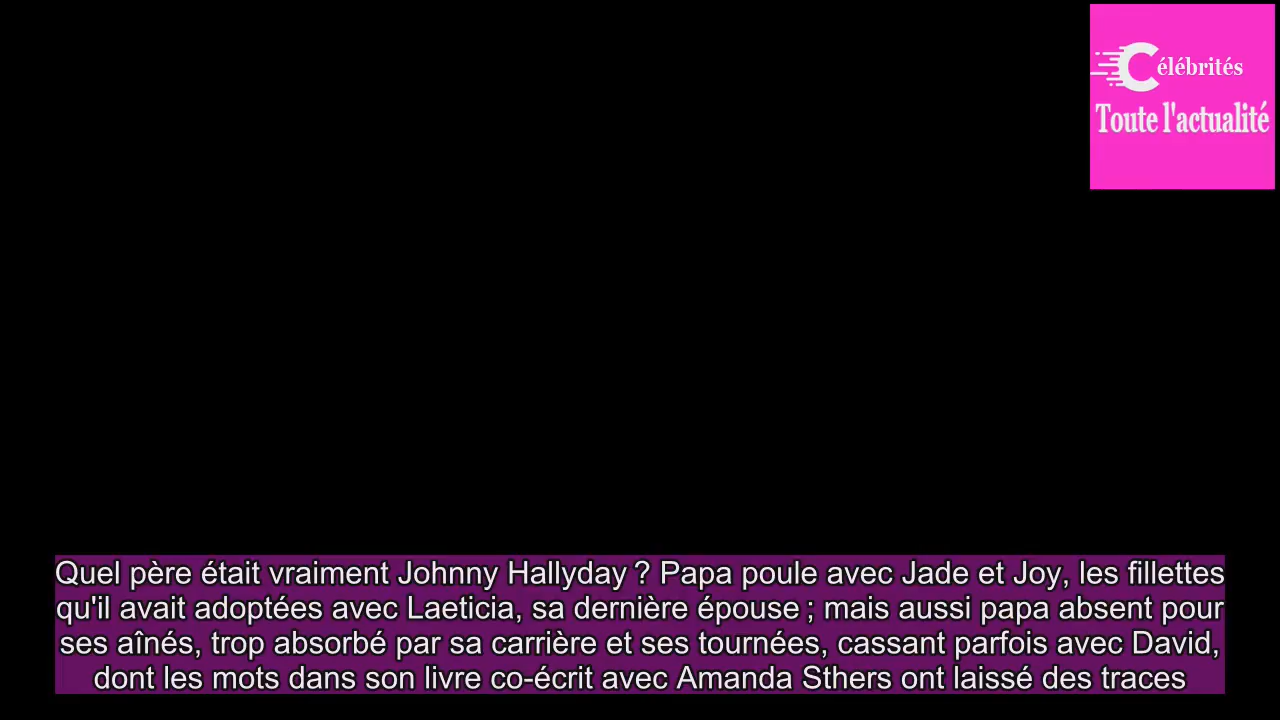 Célébrités
Toute l'actualité
Quel père était vraiment Johnny Hallyday ? Papa poule avec Jade et Joy, les fillettes
qu'il avait adoptées avec Laeticia, sa dernière épouse ; mais aussi papa absent pour
ses aînés, trop absorbé par sa carrière et ses tournées, cassant parfois avec David,
dont les mots dans son livre co-écrit avec Amanda Sthers ont laissé des traces